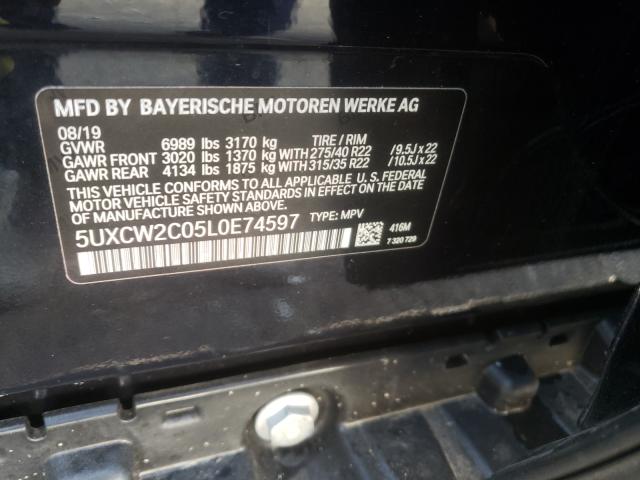 MFD BY BAYERISCHE MOTOREN WERKE AG
08/19
GVWR 6989 lbs 3170 kg TIRE / RIM
GAWR FRONT 3020 lbs 1370 kg WITH 275/40 R22 /9.5J x 22
GAWR REAR 4134 lbs 1875 kg WITH 315/35 R22 /10.5J x 22
THIS VEHICLE CONFORMS TO ALL APPLICABLE U.S. FEDERAL
MOTOR VEHICLE SAFETY STANDARDS IN EFFECT ON THE DATE OF
MANUFACTURE SHOWN ABOVE.
5UXCW2C05L0E74597 TYPE: MPV
416M
7 320 729